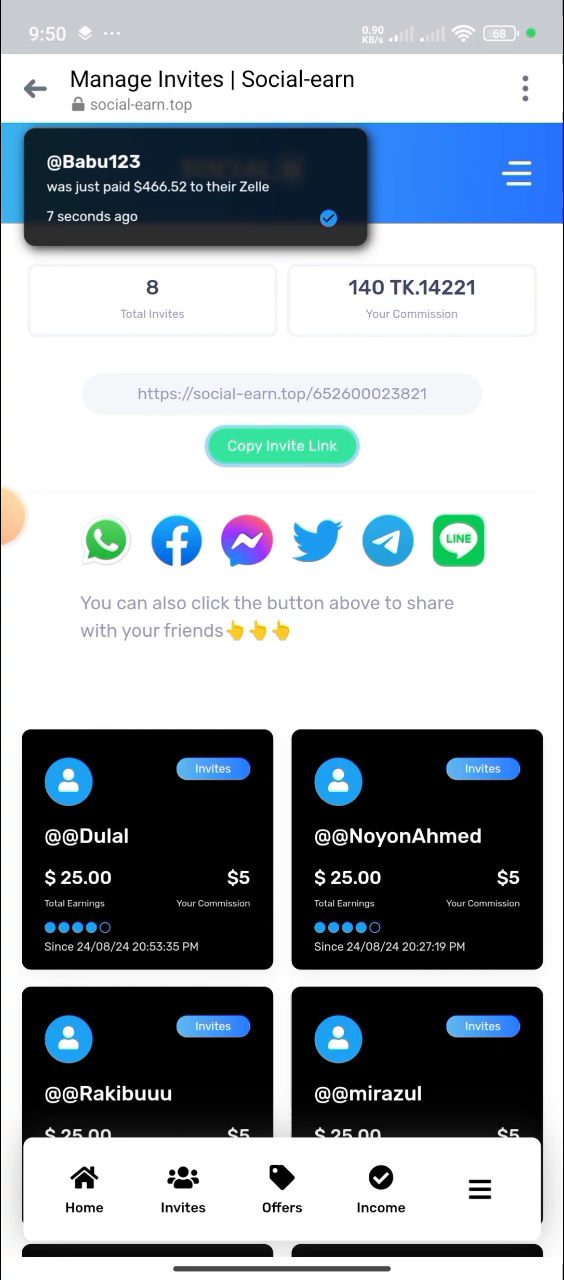 9:50
0.90
KB/s
68
Manage Invites | Social-earn
social-earn.top
@Babu123
was just paid $466.52 to their Zelle
7 seconds ago
8
Total Invites
140 TK.14221
Your Commission
https://social-earn.top/652600023821
Copy Invite Link
LINE
You can also click the button above to share
with your friends👆👆👆
Invites
@@Dulal
$ 25.00 $5
Total Earnings Your Commission
Since 24/08/24 20:53:35 PM
Invites
@@NoyonAhmed
$ 25.00 $5
Total Earnings Your Commission
Since 24/08/24 20:27:19 PM
Invites
@@Rakibuuu
$ 25.00 $5
Invites
@@mirazul
$ 25.00 $5
Home Invites Offers Income